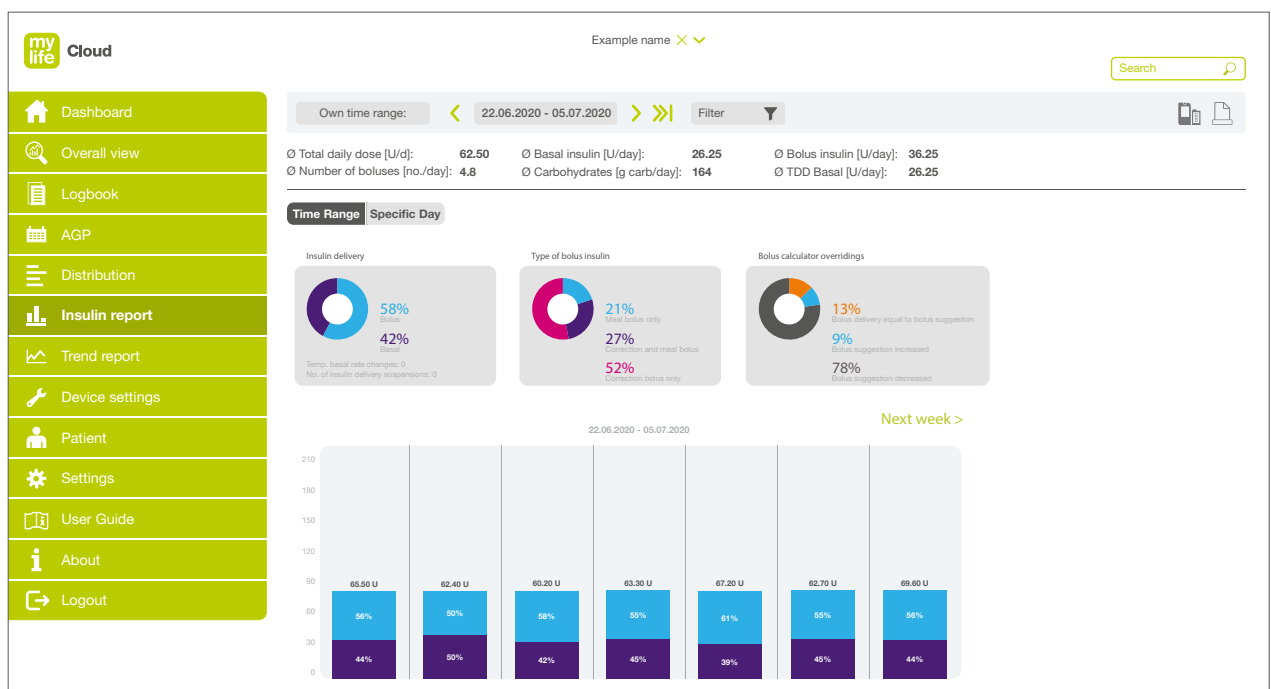 my life Cloud
Example name
Search
Dashboard
Overall view
Logbook
AGP
Distribution
Insulin report
Trend report
Device settings
Patient
Settings
User Guide
About
Logout
Own time range:
22.06.2020 - 05.07.2020
Filter
Ø Total daily dose [U/d]: 62.50 Ø Basal insulin [U/day]: 26.25 Ø Bolus insulin [U/day]: 36.25
Ø Number of boluses [no./day]: 4.8 Ø Carbohydrates [g carb/day]: 164 Ø TDD Basal [U/day]: 26.25
Time Range Specific Day
Insulin delivery
58%
Bolus
42%
Basal
Temp. basal rate changes: 0
No. of insulin delivery suspensions: 0
Type of bolus insulin
21%
Meal bolus only
27%
Correction and meal bolus
52%
Correction bolus only
Bolus calculator overridings
13%
Bolus delivery equal to bolus suggestion
9%
Bolus suggestion increased
78%
Bolus suggestion decreased
Next week >
22.06.2020 - 05.07.2020
210
180
150
120
90
60
30
0
65.50 U 62.40 U 60.20 U 63.30 U 67.20 U 62.70 U 69.60 U
56% 50% 58% 55% 61% 55% 56%
44% 50% 42% 45% 39% 45% 44%